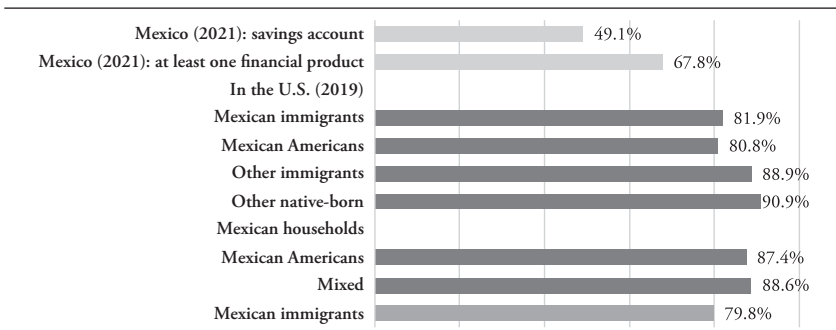 Mexico (2021): savings account 49.1%
Mexico (2021): at least one financial product 67.8%
In the U.S. (2019)
Mexican immigrants 81.9%
Mexican Americans 80.8%
Other immigrants 88.9%
Other native-born 90.9%
Mexican households
Mexican Americans 87.4%
Mixed 88.6%
Mexican immigrants 79.8%